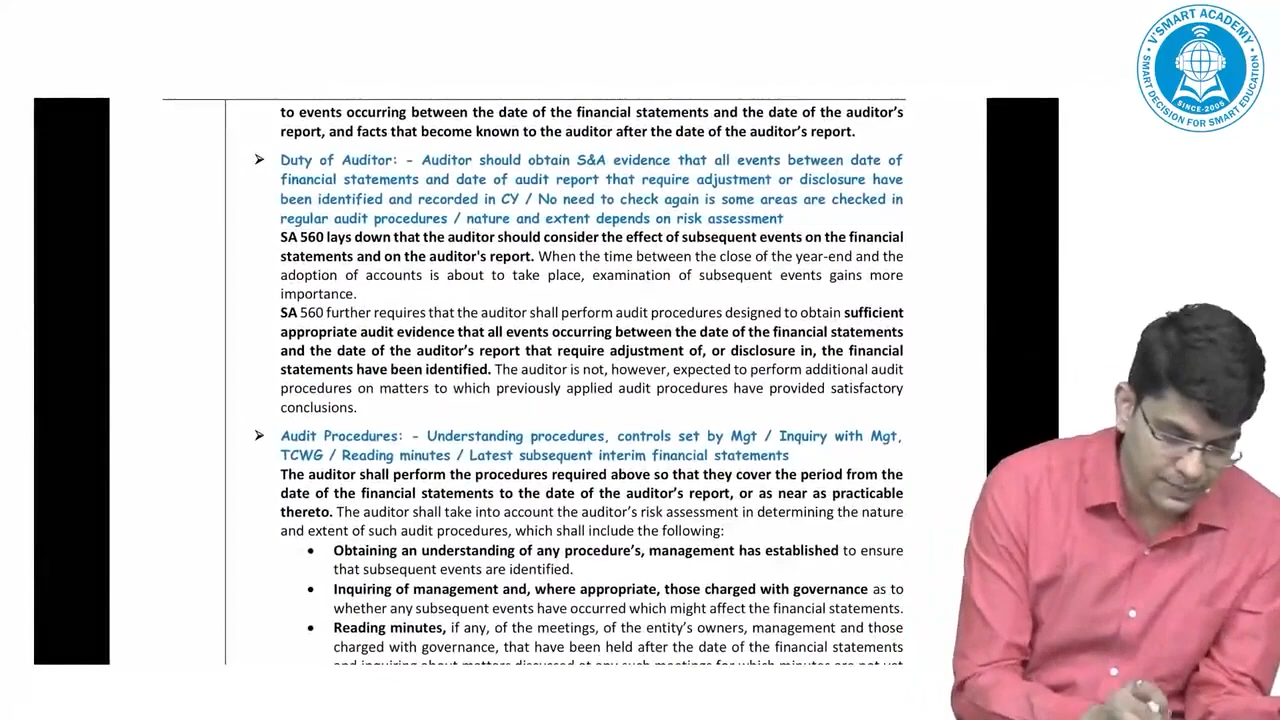 V'SMART ACADEMY
SINCE-2005
SMART DECISION FOR SMART EDUCATION
to events occurring between the date of the financial statements and the date of the auditor's
report, and facts that become known to the auditor after the date of the auditor's report.
➢ Duty of Auditor: - Auditor should obtain S&A evidence that all events between date of
financial statements and date of audit report that require adjustment or disclosure have
been identified and recorded in CY / No need to check again is some areas are checked in
regular audit procedures / nature and extent depends on risk assessment
SA 560 lays down that the auditor should consider the effect of subsequent events on the financial
statements and on the auditor's report. When the time between the close of the year-end and the
adoption of accounts is about to take place, examination of subsequent events gains more
importance.
SA 560 further requires that the auditor shall perform audit procedures designed to obtain sufficient
appropriate audit evidence that all events occurring between the date of the financial statements
and the date of the auditor's report that require adjustment of, or disclosure in, the financial
statements have been identified. The auditor is not, however, expected to perform additional audit
procedures on matters to which previously applied audit procedures have provided satisfactory
conclusions.
➢ Audit Procedures: - Understanding procedures, controls set by Mgt / Inquiry with Mgt,
TCWG / Reading minutes / Latest subsequent interim financial statements
The auditor shall perform the procedures required above so that they cover the period from the
date of the financial statements to the date of the auditor's report, or as near as practicable
thereto. The auditor shall take into account the auditor's risk assessment in determining the nature
and extent of such audit procedures, which shall include the following:
• Obtaining an understanding of any procedure's, management has established to ensure
that subsequent events are identified.
• Inquiring of management and, where appropriate, those charged with governance as to
whether any subsequent events have occurred which might affect the financial statements.
• Reading minutes, if any, of the meetings, of the entity's owners, management and those
charged with governance, that have been held after the date of the financial statements
and inquiring about matters discussed at any such meetings for which minutes are not yet